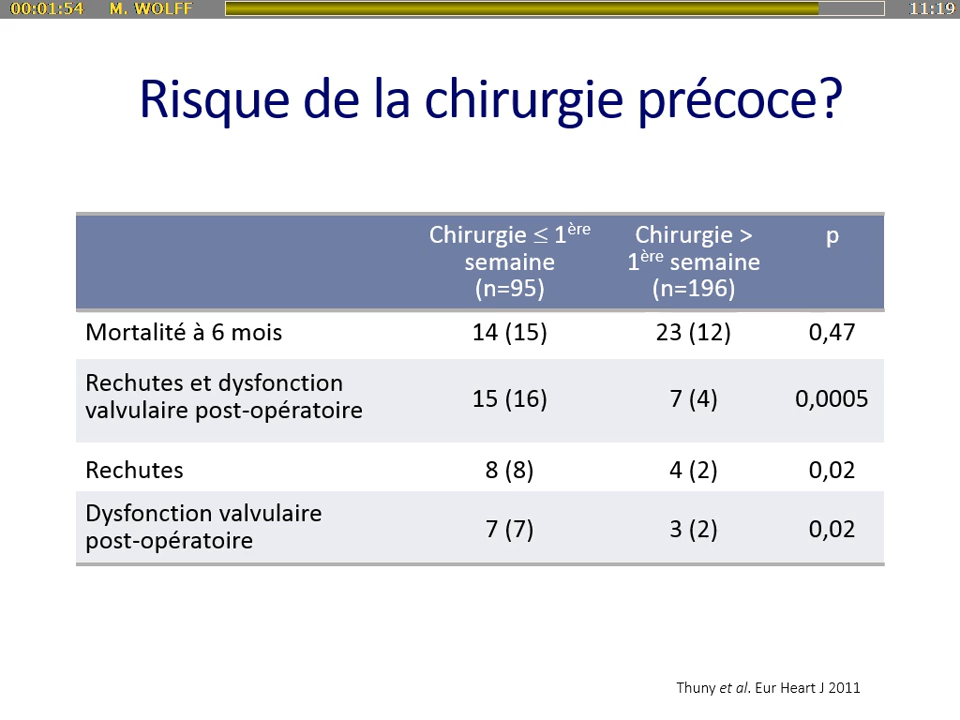 00:01:54 M. WOLFF 11:19
Risque de la chirurgie précoce?
Chirurgie ≤ 1ère semaine (n=95) Chirurgie > 1ère semaine (n=196) p
Mortalité à 6 mois 14 (15) 23 (12) 0,47
Rechutes et dysfonction valvulaire post-opératoire 15 (16) 7 (4) 0,0005
Rechutes 8 (8) 4 (2) 0,02
Dysfonction valvulaire post-opératoire 7 (7) 3 (2) 0,02
Thuny et al. Eur Heart J 2011